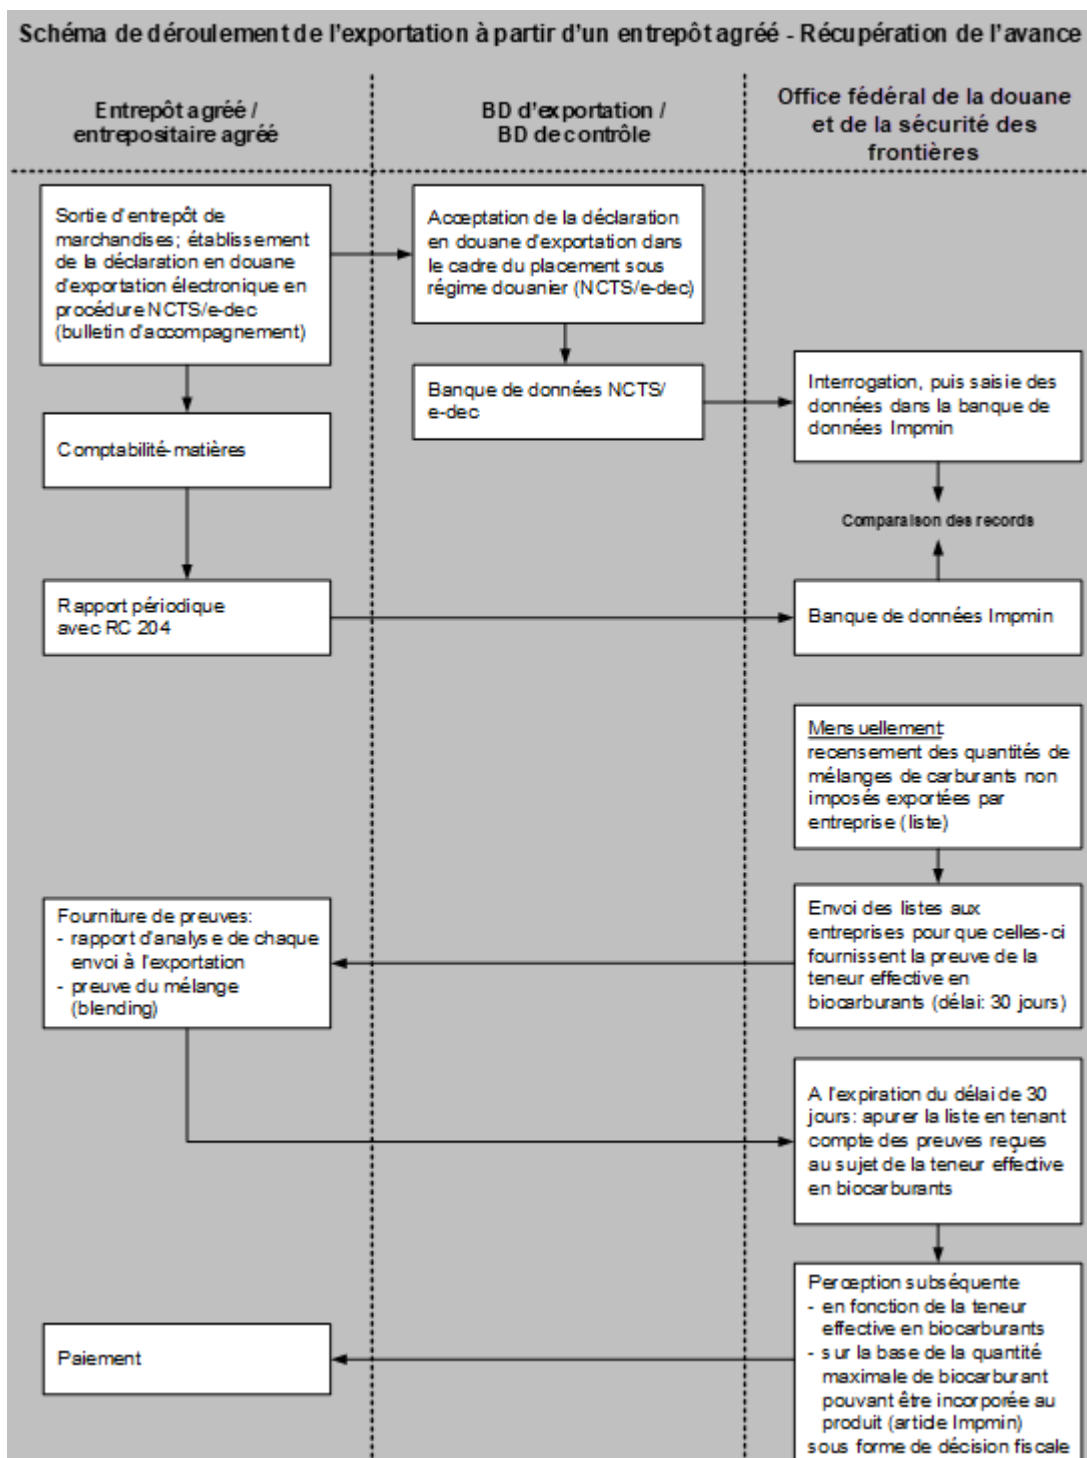 Schéma de déroulement de l'exportation à partir d'un entrepôt agréé - Récupération de l'avance
Entrepôt agréé /
entrepositaire agréé
BD d'exportation /
BD de contrôle
Office fédéral de la douane
et de la sécurité des
frontières
Sortie d'entrepôt de
marchandises; établissement
de la déclaration en douane
d'exportation électronique en
procédure NCTS/e-dec
(bulletin d'accompagnement)
Acceptation de la déclaration
en douane d'exportation dans
le cadre du placement sous
régime douanier (NCTS/e-dec)
Banque de données NCTS/
e-dec
Interrogation, puis saisie des
données dans la banque de
données Impmin
Comptabilité-matières
Comparaison des records
Rapport périodique
avec RC 204
Banque de données Impmin
Mensuellement
recensement des quantités de
mélanges de carburants non
imposés exportées par
entreprise (liste)
Fourniture de preuves:
- rapport d'analyse de chaque
envoi à l'exportation
- preuve du mélange
(blending)
Envoi des listes aux
entreprises pour que celles-ci
fournissent la preuve de la
teneur effective en
biocarburants (délai: 30 jours)
A l'expiration du délai de 30
jours: apurer la liste en tenant
compte des preuves reçues
au sujet de la teneur effective
en biocarburants
Perception subséquente
- en fonction de la teneur
effective en biocarburants
- sur la base de la quantité
maximale de biocarburant
pouvant être incorporée au
produit (article Impmin)
sous forme de décision fiscale
Paiement